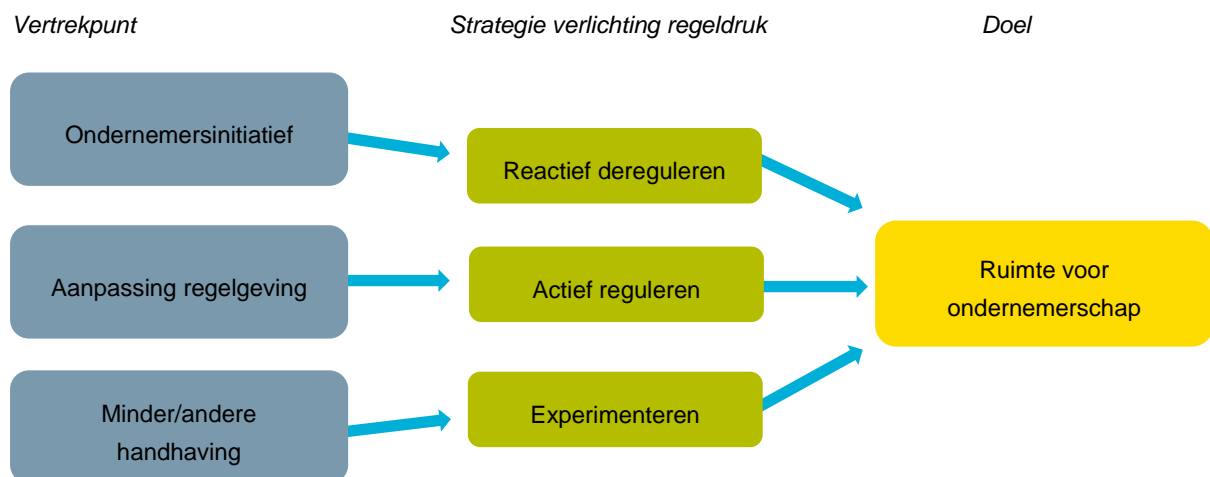 Vertrekpunt
Strategie verlichting regeldruk
Doel
Ondernemersinitiatief
Reactief dereguleren
Aanpassing regelgeving
Actief reguleren
Ruimte voor
ondernemerschap
Minder/andere
handhaving
Experimenteren